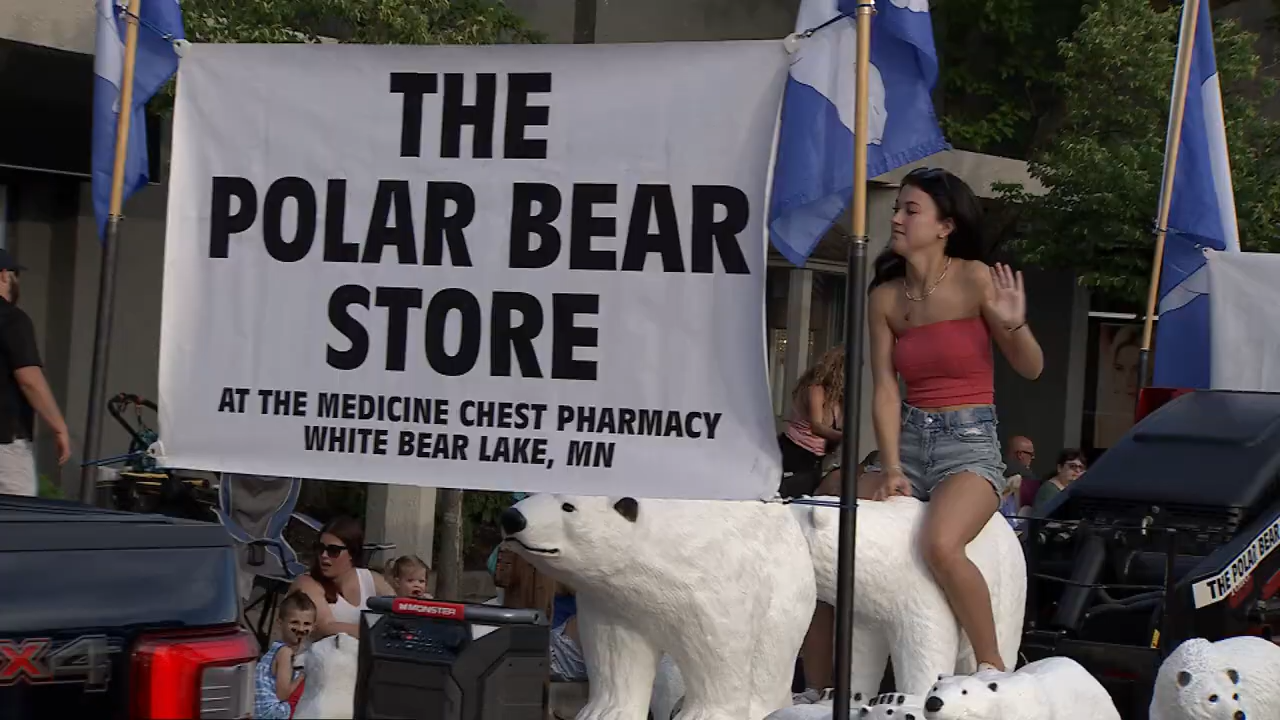 THE
POLAR BEAR
STORE
AT THE MEDICINE CHEST PHARMACY
WHITE BEAR LAKE, MN
MONSTER
X4
THE POLAR BEAR